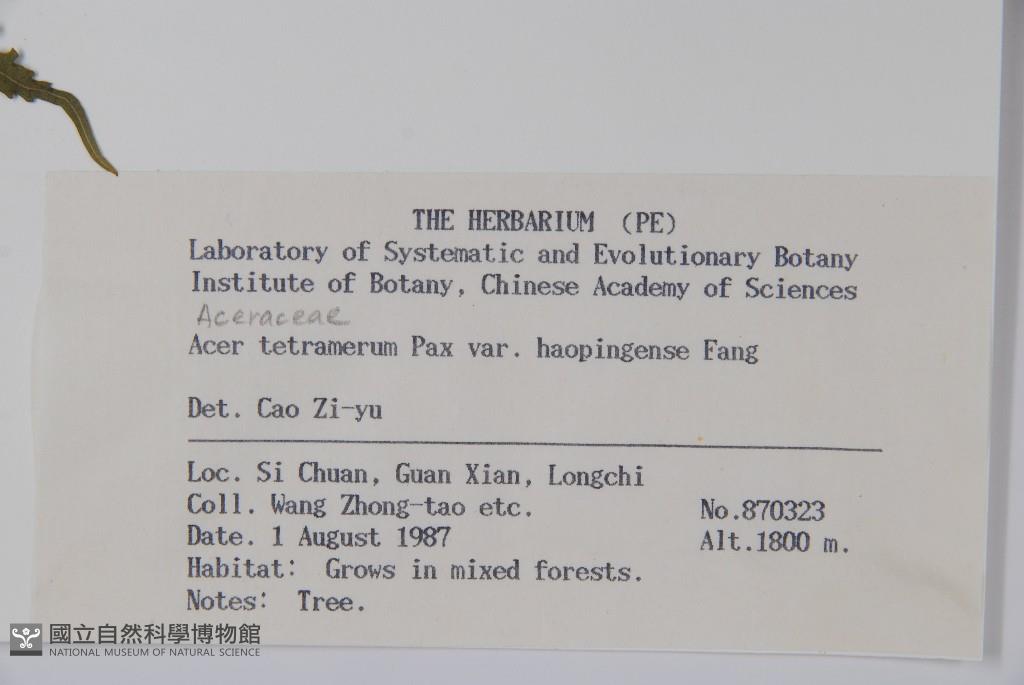 THE HERBARIUM (PE)
Laboratory of Systematic and Evolutionary Botany
Institute of Botany, Chinese Academy of Sciences
Aceraceae
Acer tetramerum Pax var. haopingense Fang
Det. Cao Zi-yu
Loc. Si Chuan, Guan Xian, Longchi
Coll. Wang Zhong-tao etc. No.870323
Date. 1 August 1987 Alt.1800 m.
Habitat: Grows in mixed forests.
Notes: Tree.
國立自然科學博物館
NATIONAL MUSEUM OF NATURAL SCIENCE